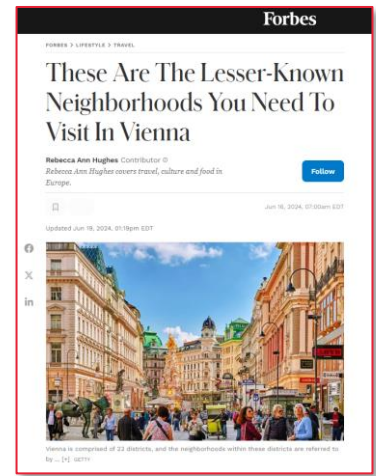 Forbes
FORBES > LIFESTYLE > TRAVEL
These Are The Lesser-Known
Neighborhoods You Need To
Visit In Vienna
Rebecca Ann Hughes Contributor
Rebecca Ann Hughes covers travel, culture and food in
Europe.
Follow
Jun 16, 2024, 07:00am EDT
Updated Jun 19, 2024, 01:19pm EDT
Vienna is comprised of 23 districts, and the neighborhoods within these districts are referred to
by ... [+] GETTY